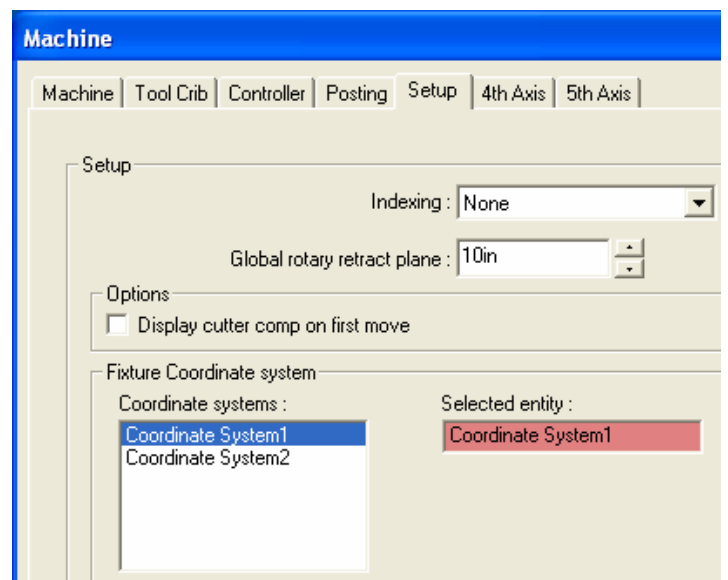 Machine
Machine Tool Crib Controller Posting Setup 4th Axis 5th Axis
Setup
Indexing : None
Global rotary retract plane : 10in
Options
Display cutter comp on first move
Fixture Coordinate system
Coordinate systems : Selected entity :
Coordinate System1 Coordinate System1
Coordinate System2